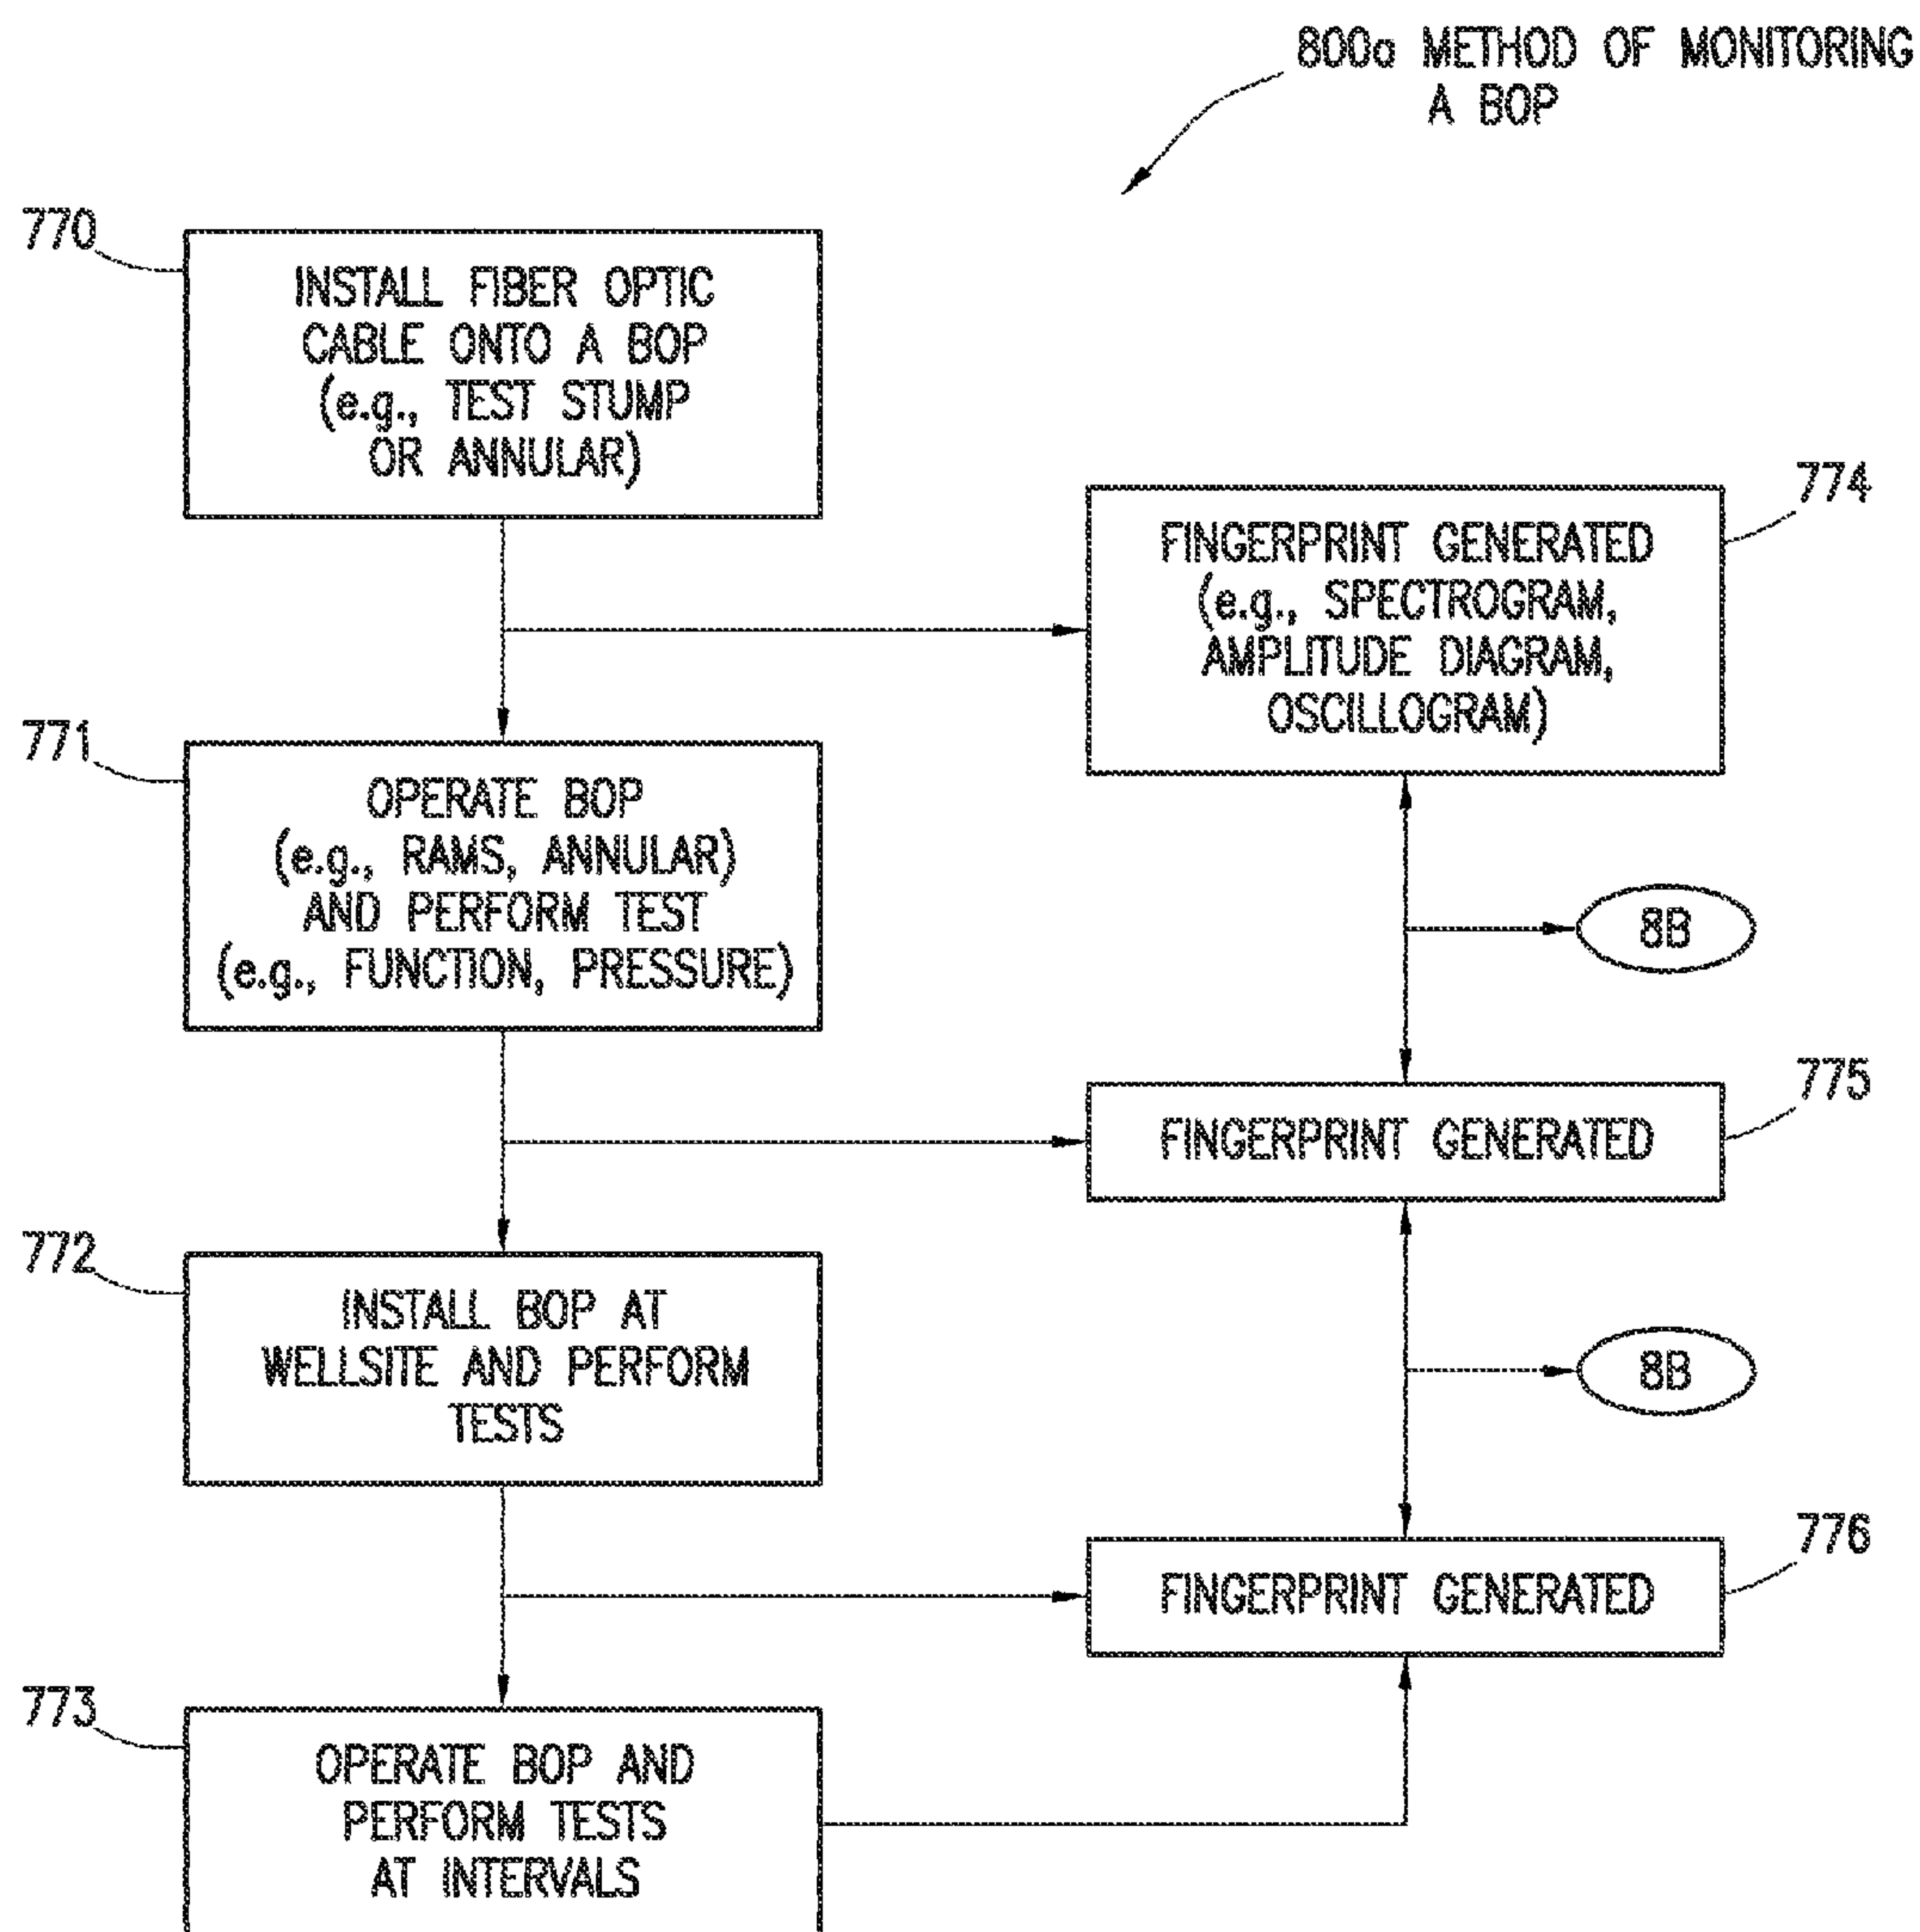 800a METHOD OF MONITORING
A BOP
770
INSTALL FIBER OPTIC
CABLE ONTO A BOP
(e.g., TEST STUMP
OR ANNULAR)
774
FINGERPRINT GENERATED
(e.g., SPECTROGRAM,
AMPLITUDE DIAGRAM,
OSCILLOGRAM)
771
OPERATE BOP
(e.g., RAMS, ANNULAR)
AND PERFORM TEST
(e.g., FUNCTION, PRESSURE)
8B
775
FINGERPRINT GENERATED
772
INSTALL BOP AT
WELLSITE AND PERFORM
TESTS
8B
776
FINGERPRINT GENERATED
773
OPERATE BOP AND
PERFORM TESTS
AT INTERVALS